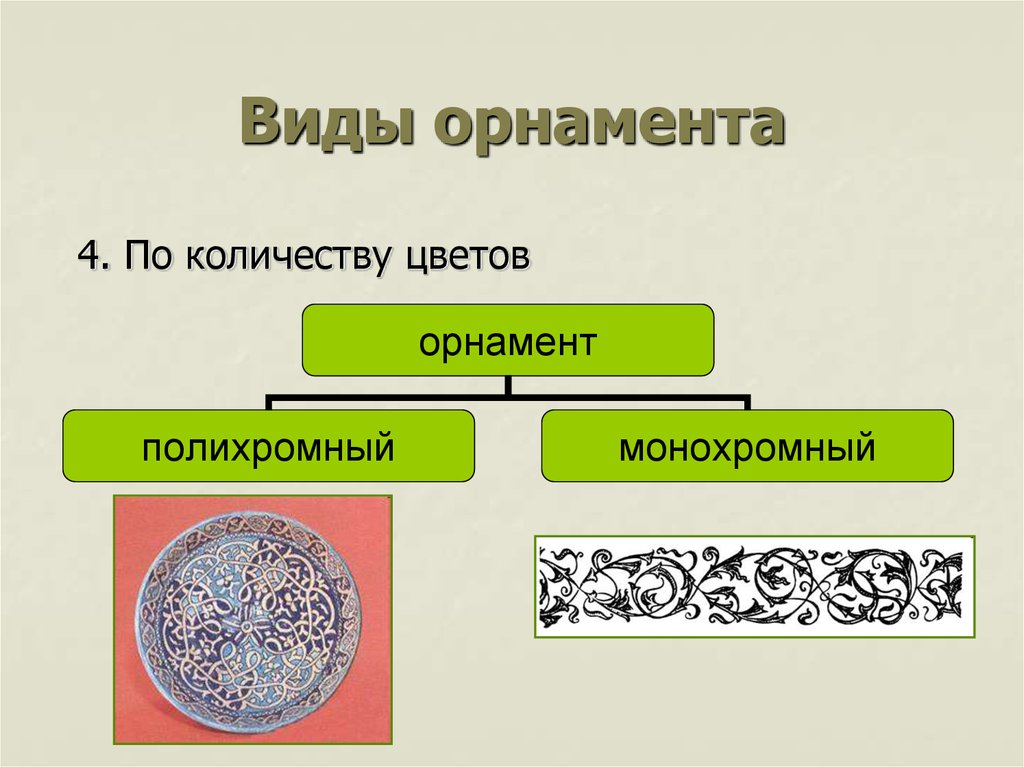 Виды орнамента
4. По количеству цветов
орнамент
полихромный
монохромный